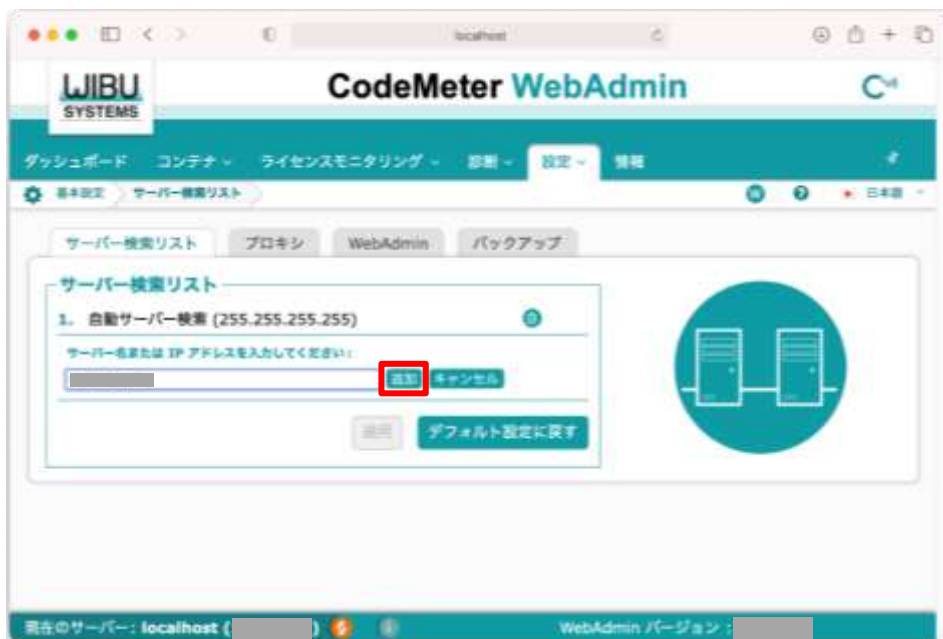 localhost
WIBU
SYSTEMS
CodeMeter WebAdmin
ダッシュボード コンテナ ライセンスモニタリング 診断 設定 情報
基本設定 サーバー検索リスト 日本語
サーバー検索リスト プロキシ WebAdmin バックアップ
サーバー検索リスト
1. 自動サーバー検索 (255.255.255.255)
サーバー名または IP アドレスを入力してください:
追加 キャンセル
適用 デフォルト設定に戻す
現在のサーバー: localhost ( ) WebAdmin バージョン :